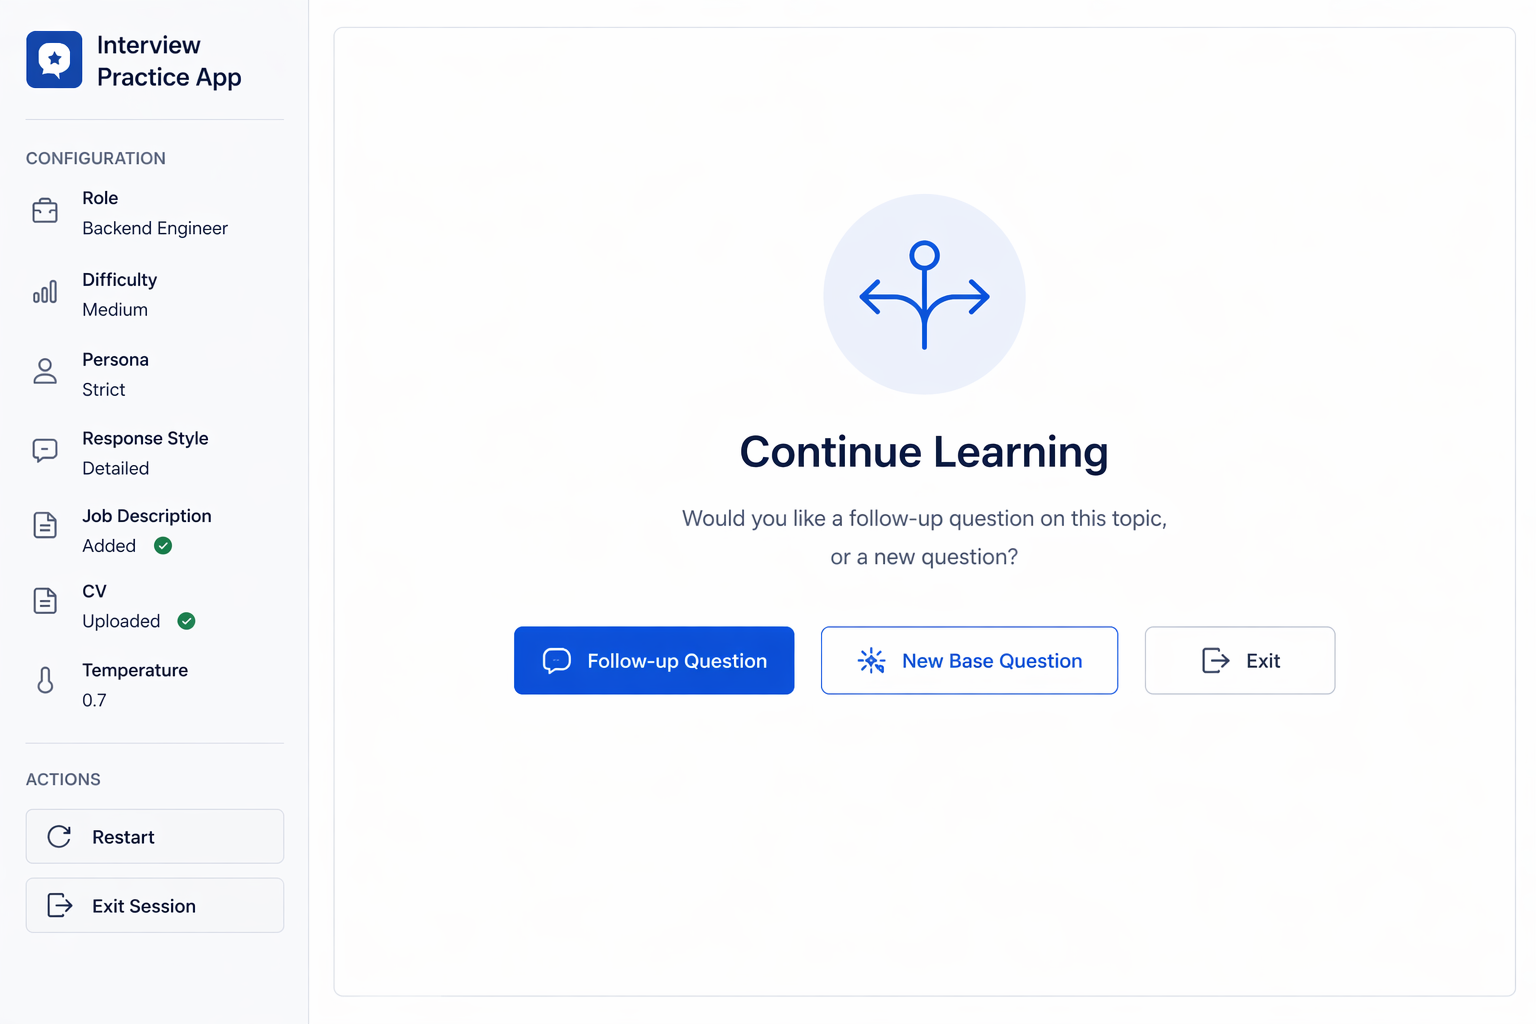 Interview
Practice App
CONFIGURATION
Role
Backend Engineer
Difficulty
Medium
Persona
Strict
Response Style
Detailed
Job Description
Added
CV
Uploaded
Temperature
0.7
ACTIONS
Restart
Exit Session
Continue Learning
Would you like a follow-up question on this topic,
or a new question?
Follow-up Question
New Base Question
Exit